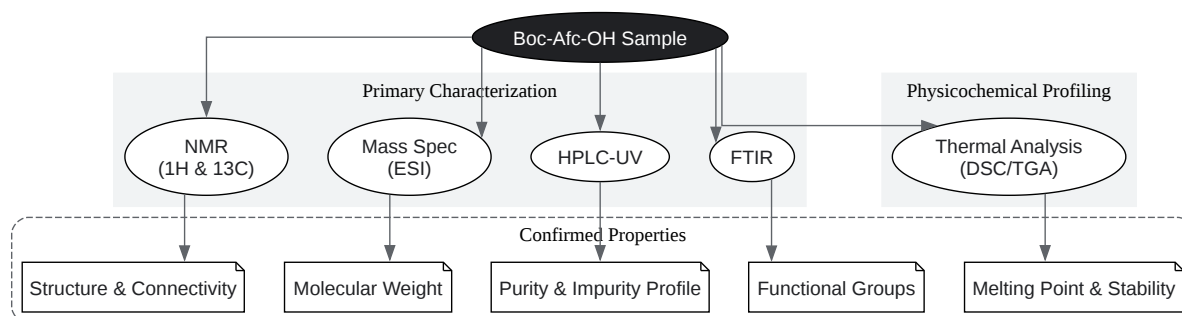 Boc-Afc-OH Sample
Primary Characterization
Physicochemical Profiling
NMR
(1H & 13C)
Mass Spec
(ESI)
HPLC-UV
FTIR
Thermal Analysis
(DSC/TGA)
Confirmed Properties
Structure & Connectivity
Molecular Weight
Purity & Impurity Profile
Functional Groups
Melting Point & Stability